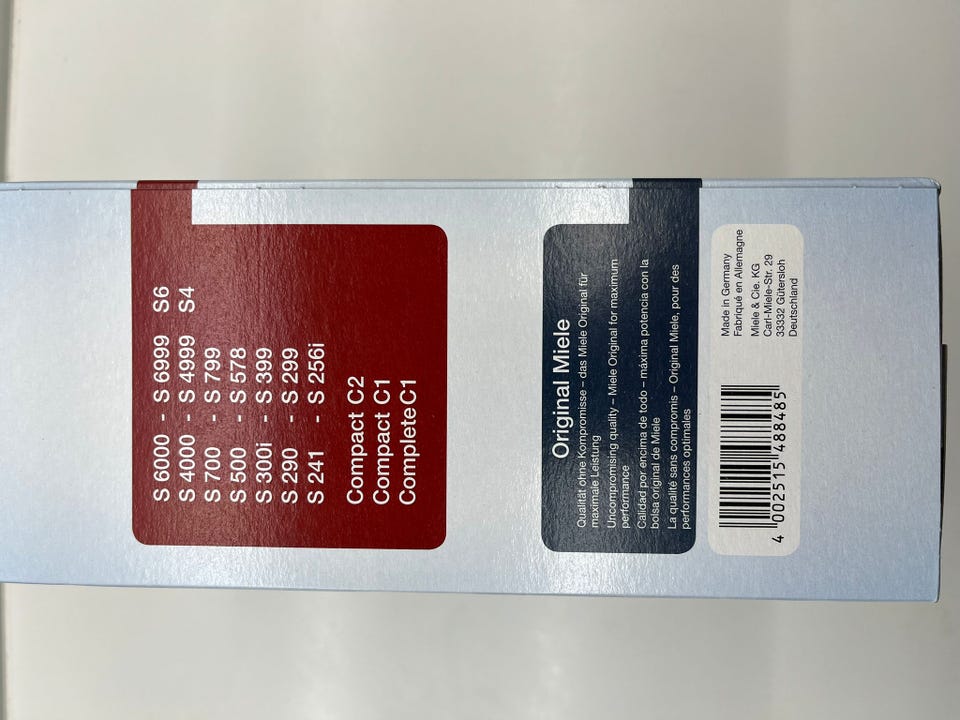 S 6000 - S 6999 S6
S 4000 - S 4999 S4
S 700 - S 799
S 500 - S 578
S 300i - S 399
S 290 - S 299
S 241 - S 256i
Compact C2
Compact C1
Complete C1
Original Miele
Qualität ohne Kompromisse – das Miele Original für
maximale Leistung
Uncompromising quality – Miele Original for maximum
performance
Calidad por encima de todo – máxima potencia con la
bolsa original de Miele
La qualité sans compromis – Original Miele, pour des
performances optimales
Made in Germany
Fabriqué en Allemagne
Miele & Cie. KG
Carl-Miele-Str. 29
33332 Gütersloh
Deutschland
4 002515 488485